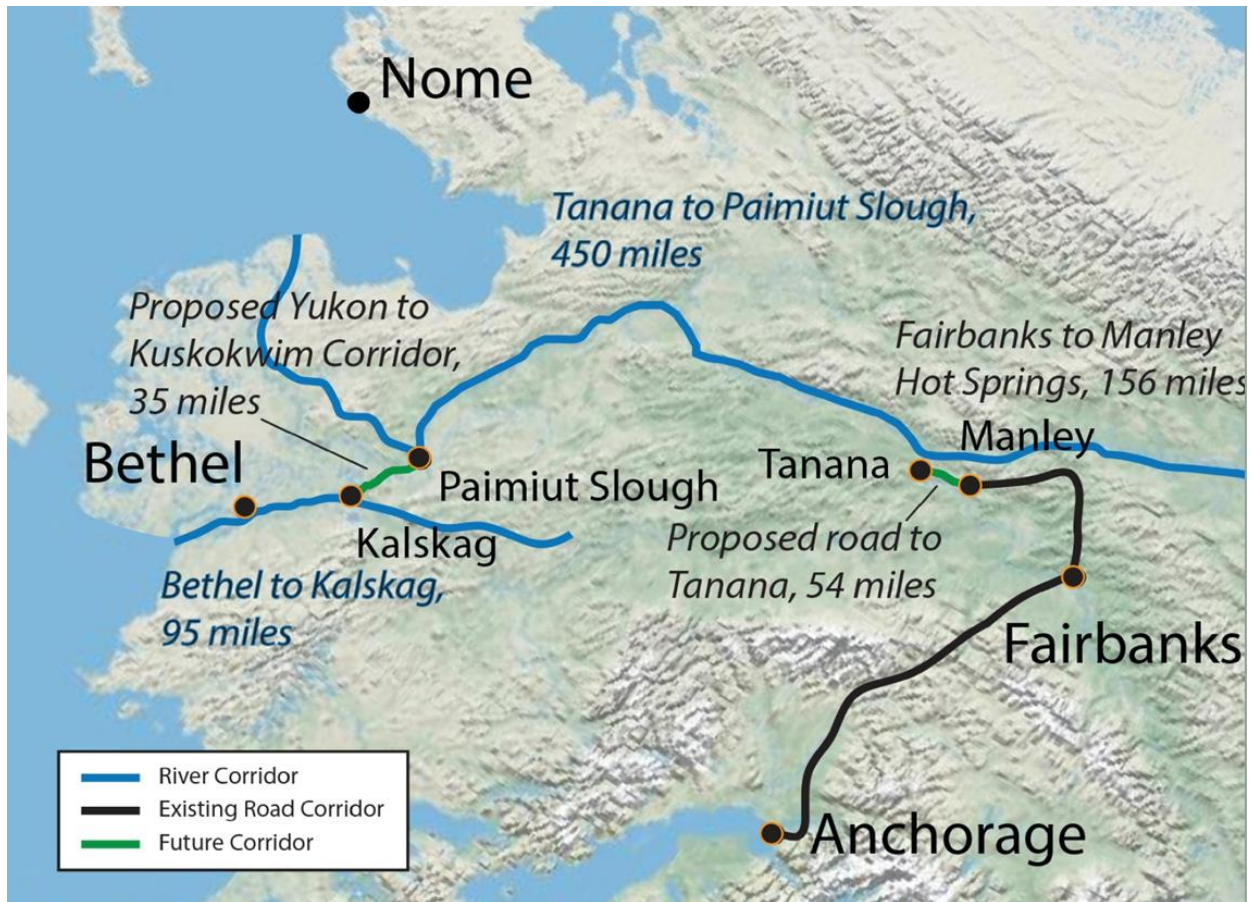 Nome
Tanana to Paimiut Slough,
450 miles
Proposed Yukon to
Kuskokwim Corridor,
35 miles
Fairbanks to Manley
Hot Springs, 156 miles
Manley
Bethel
Tanana
Paimiut Slough
Kalskag
Proposed road to
Tanana, 54 miles
Bethel to Kalskag,
95 miles
Fairbanks
Anchorage
River Corridor
Existing Road Corridor
Future Corridor